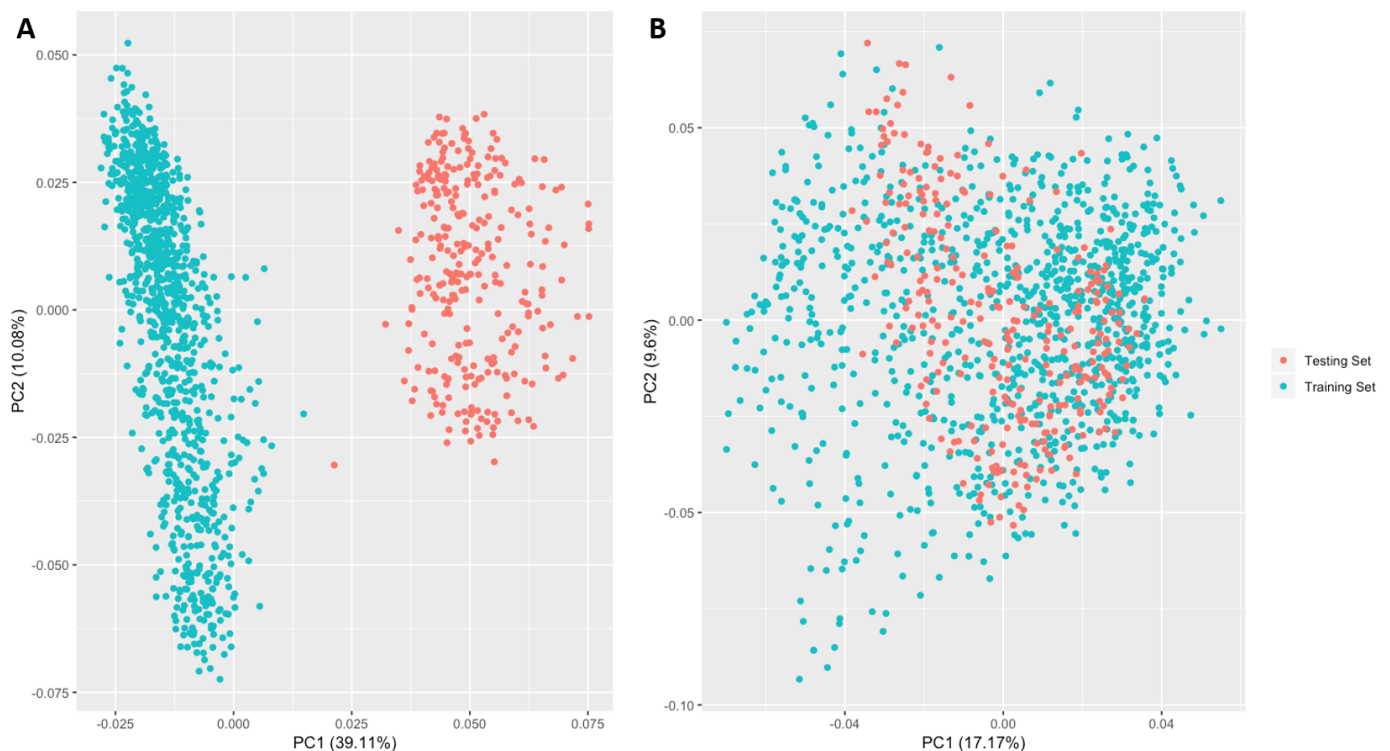 A
B
0.050
0.025
0.000
-0.025
-0.050
-0.075
PC2 (10.08%)
-0.025
0.000
0.025
0.050
0.075
PC1 (39.11%)
0.05
0.00
-0.05
-0.10
PC2 (9.6%)
-0.04
0.00
0.04
PC1 (17.17%)
Testing Set
Training Set